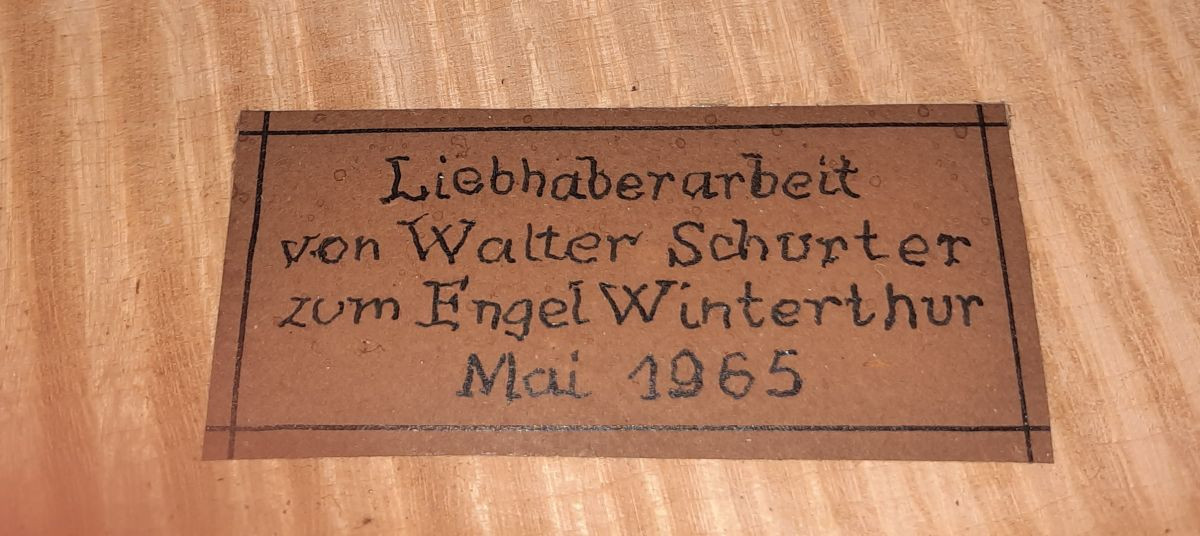 Liebhaberarbeit
von Walter Schurter
zum Engel Winterthur
Mai 1965